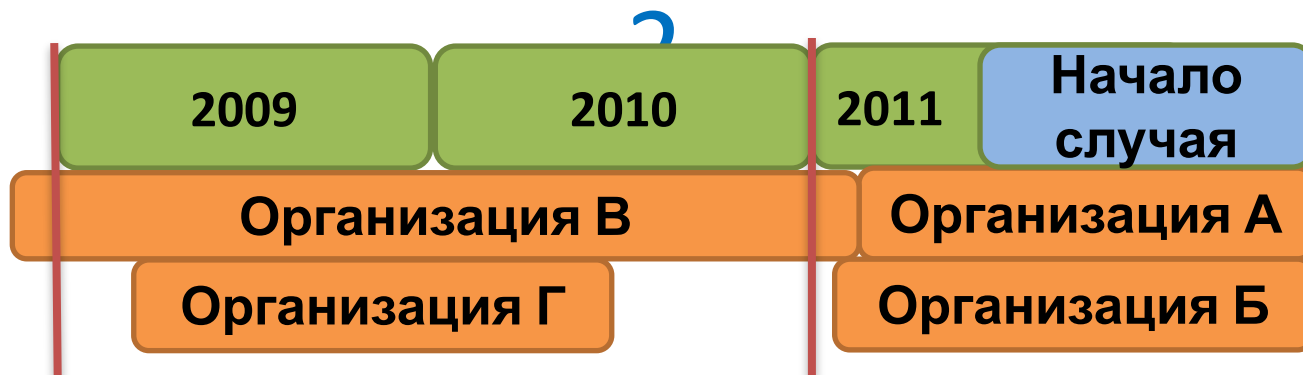 2009
2010
2011
Начало
случая
Организация В
Организация А
Организация Г
Организация Б